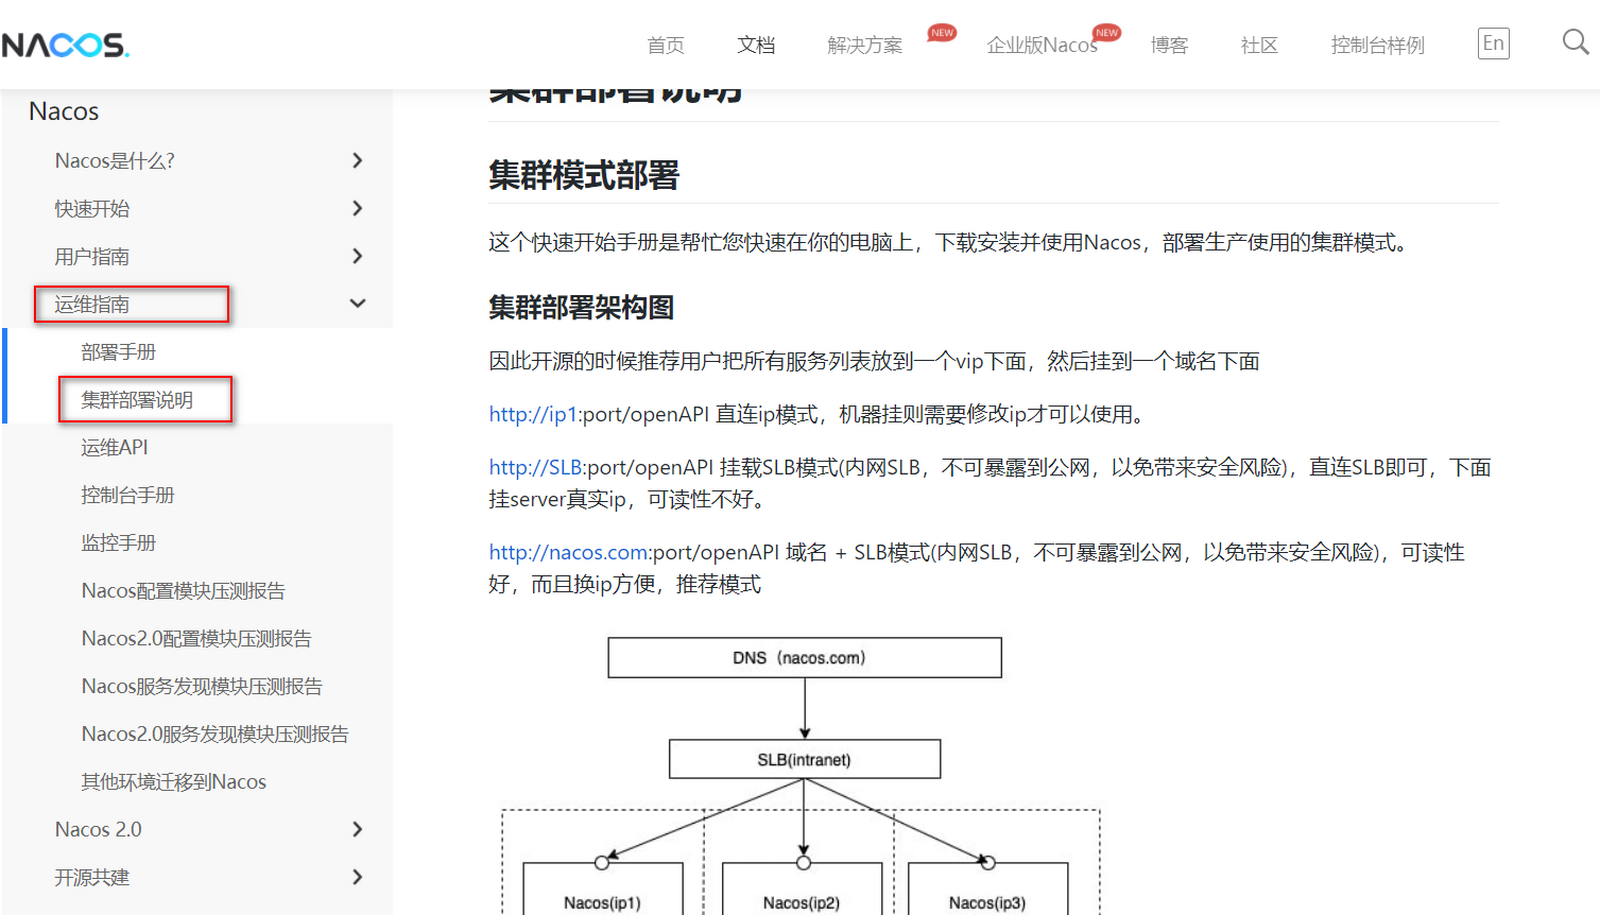 NACOS.
首页
文档
解决方案
NEW
企业版Nacos
NEW
博客
社区
控制台样例
En
Nacos
Nacos是什么?
快速开始
用户指南
运维指南
部署手册
集群部署说明
运维API
控制台手册
监控手册
Nacos配置模块压测报告
Nacos2.0配置模块压测报告
Nacos服务发现模块压测报告
Nacos2.0服务发现模块压测报告
其他环境迁移到Nacos
Nacos 2.0
开源共建
集群部署说明
集群模式部署
这个快速开始手册是帮忙您快速在你的电脑上，下载安装并使用Nacos，部署生产使用的集群模式。
集群部署架构图
因此开源的时候推荐用户把所有服务列表放到一个vip下面，然后挂到一个域名下面
http://ip1:port/openAPI 直连ip模式，机器挂则需要修改ip才可以使用。
http://SLB:port/openAPI 挂载SLB模式(内网SLB，不可暴露到公网，以免带来安全风险)，直连SLB即可，下面
挂server真实ip，可读性不好。
http://nacos.com:port/openAPI 域名 + SLB模式(内网SLB，不可暴露到公网，以免带来安全风险)，可读性
好，而且换ip方便，推荐模式
DNS（nacos.com）
SLB(intranet)
Nacos(ip1)
Nacos(ip2)
Nacos(ip3)